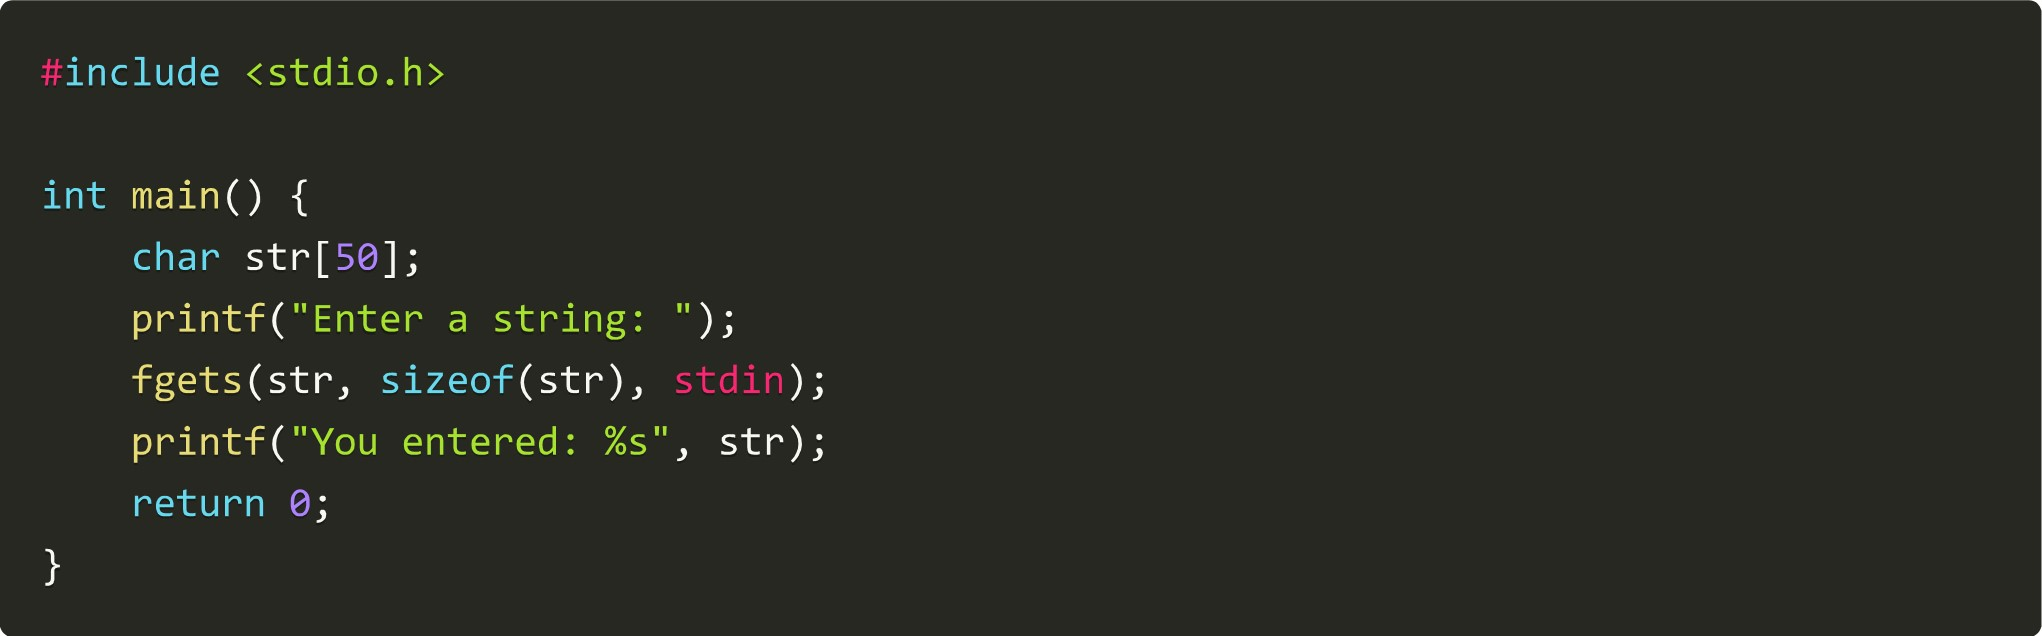 #include <stdio.h>
int main() {
    char str[50];
    printf("Enter a string: ");
    fgets(str, sizeof(str), stdin);
    printf("You entered: %s", str);
    return 0;
}